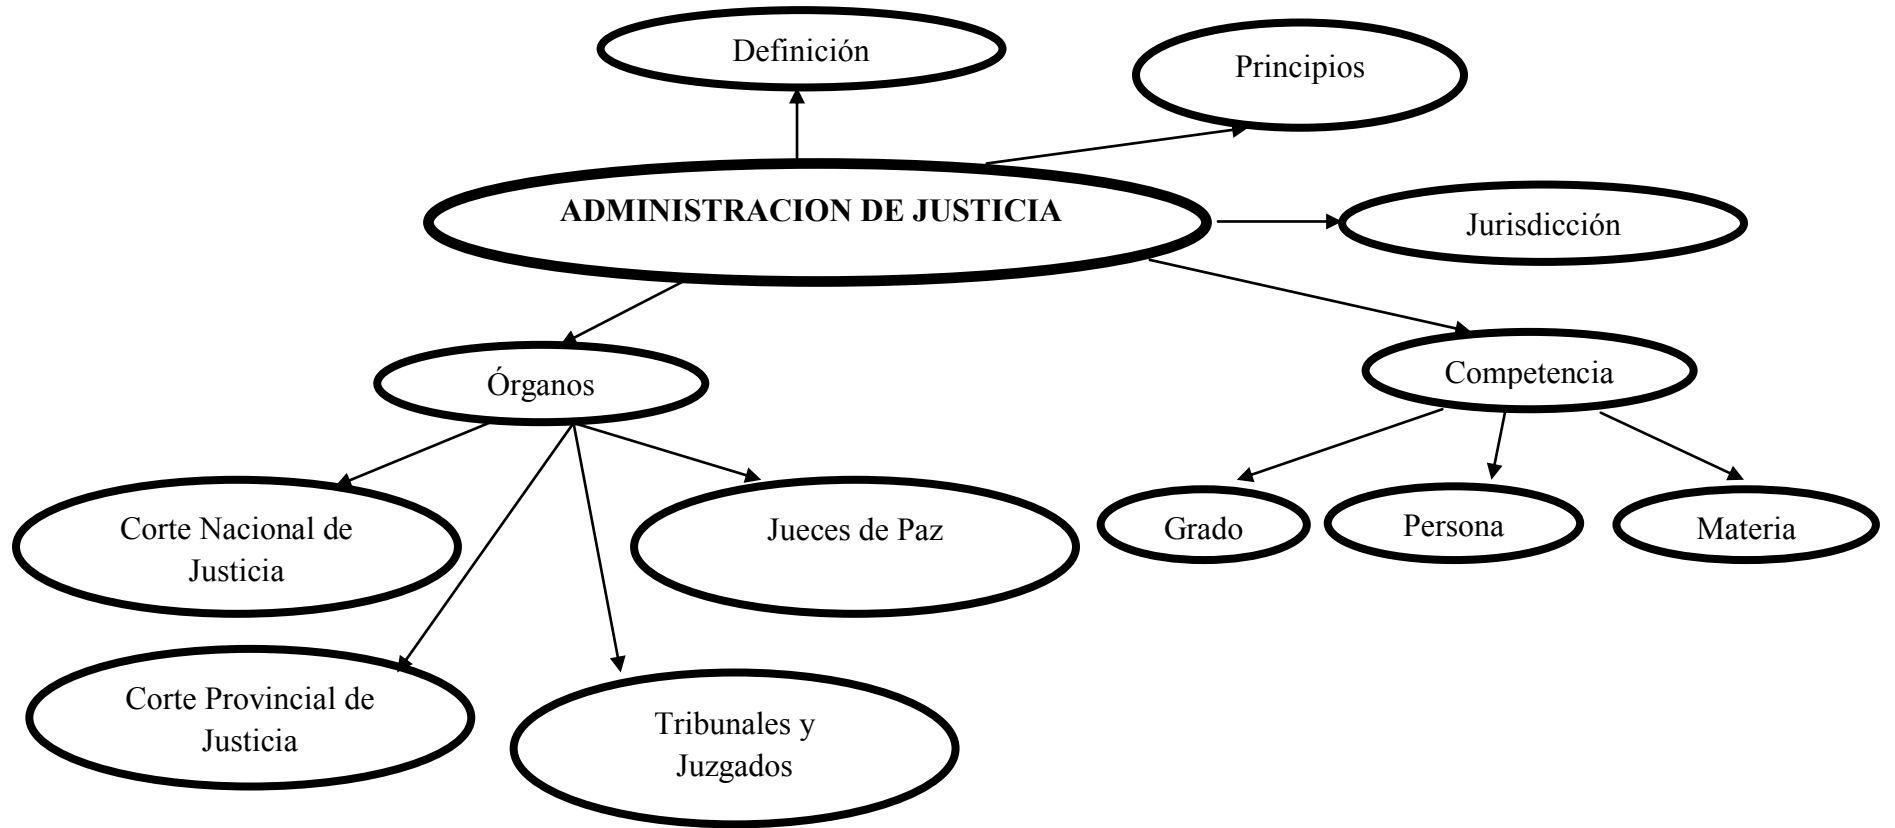 Definición
Principios
ADMINISTRACION DE JUSTICIA
Jurisdicción
Órganos
Competencia
Corte Nacional de
Justicia
Jueces de Paz
Grado
Persona
Materia
Corte Provincial de
Justicia
Tribunales y
Juzgados